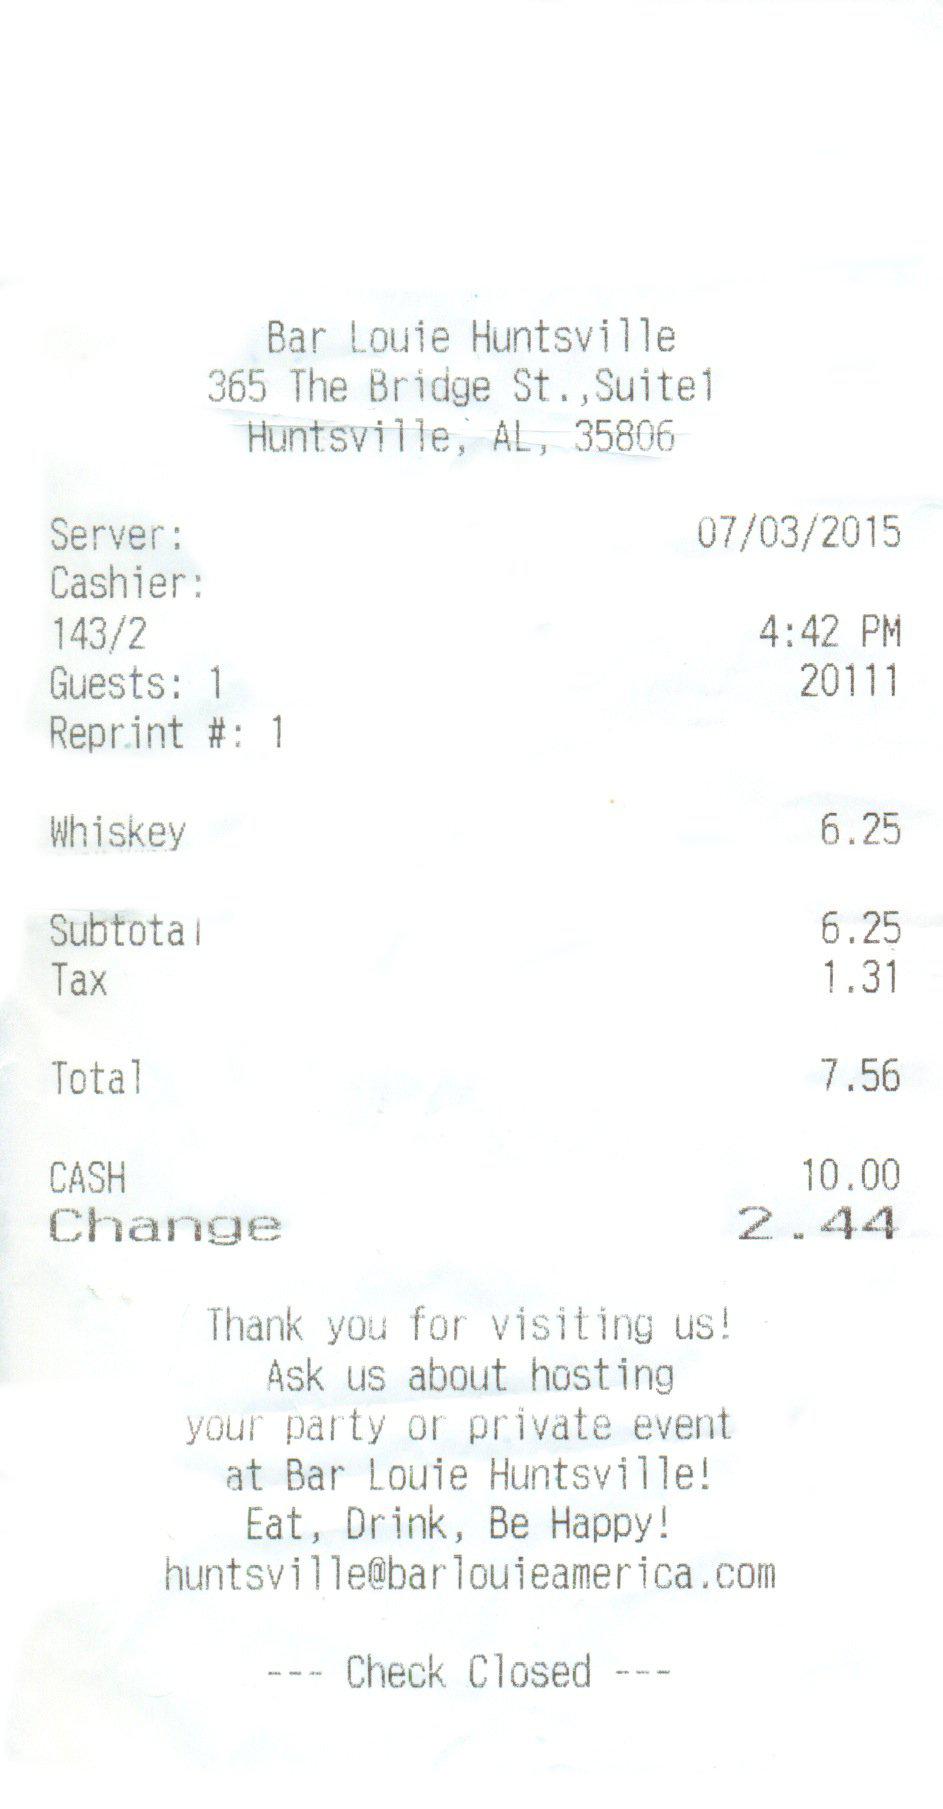 Bar Louie Huntsville
365 The Bridge St.,Suite1
Huntsville, AL, 35806
Server: 07/03/2015
Cashier:
143/2 4:42 PM
Guests: 1 20111
Reprint #: 1
Whiskey 6.25
Subtotal 6.25
Tax 1.31
Total 7.56
CASH 10.00
Change 2.44
Thank you for visiting us!
Ask us about hosting
your party or private event
at Bar Louie Huntsville!
Eat, Drink, Be Happy!
huntsville@barlouieamerica.com
--- Check Closed ---